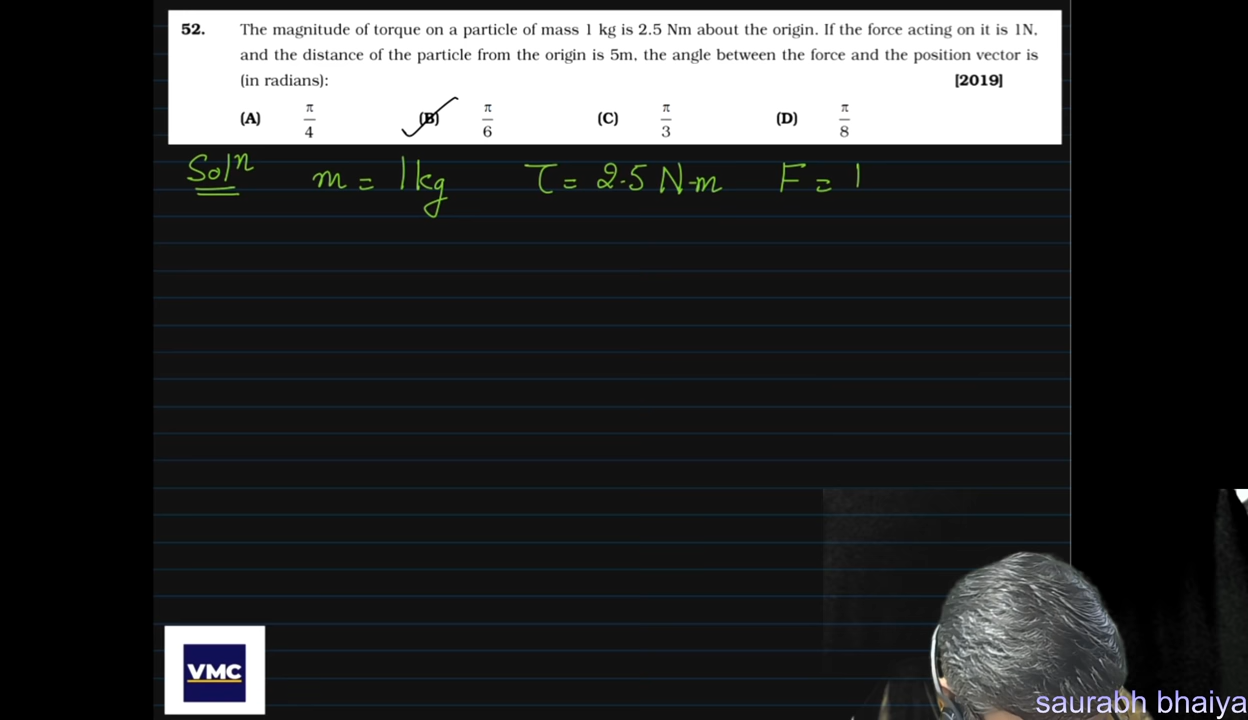 52. The magnitude of torque on a particle of mass 1 kg is 2.5 Nm about the origin. If the force acting on it is 1N,
and the distance of the particle from the origin is 5m, the angle between the force and the position vector is
(in radians): [2019]
(A) π/4 (B) π/6 (C) π/3 (D) π/8
Solⁿ m = 1kg τ = 2.5 N-m F = 1
VMC
saurabh bhaiya